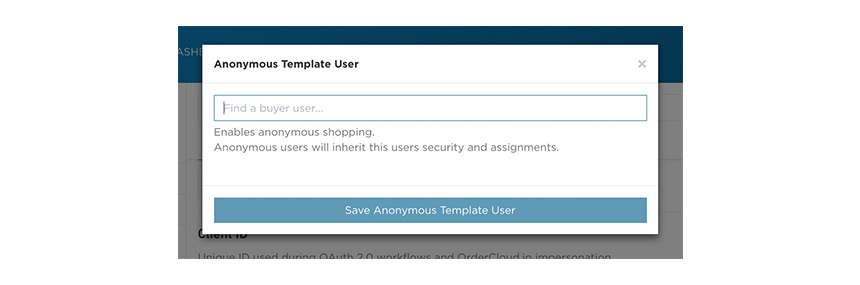 Anonymous Template User ×
Find a buyer user...
Enables anonymous shopping.
Anonymous users will inherit this users security and assignments.
Save Anonymous Template User
Client ID
Unique ID used during OAuth 2.0 workflows and OrderCloud.io impersonation